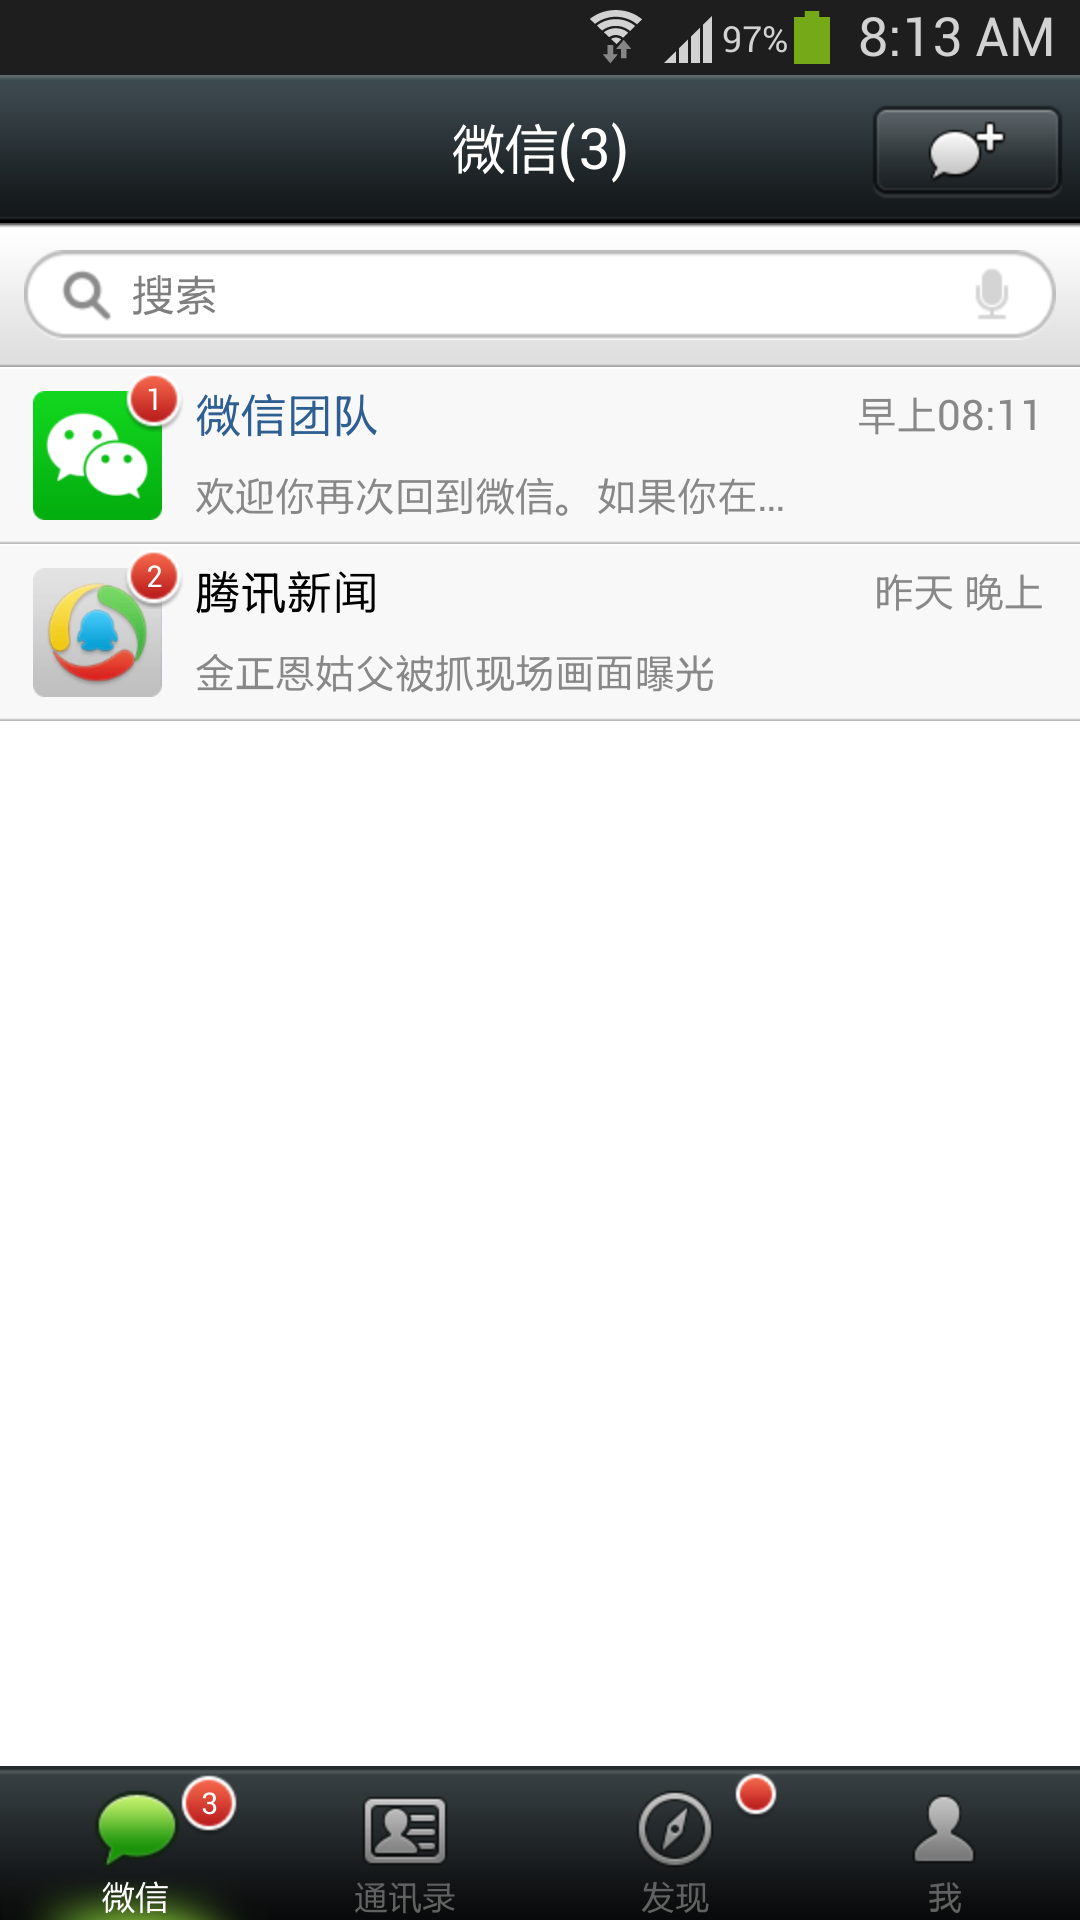 97% 8:13 AM
微信(3)
搜索
1
微信团队 早上08:11
欢迎你再次回到微信。如果你在...
2
腾讯新闻 昨天 晚上
金正恩姑父被抓现场画面曝光
3
微信 通讯录 发现 我